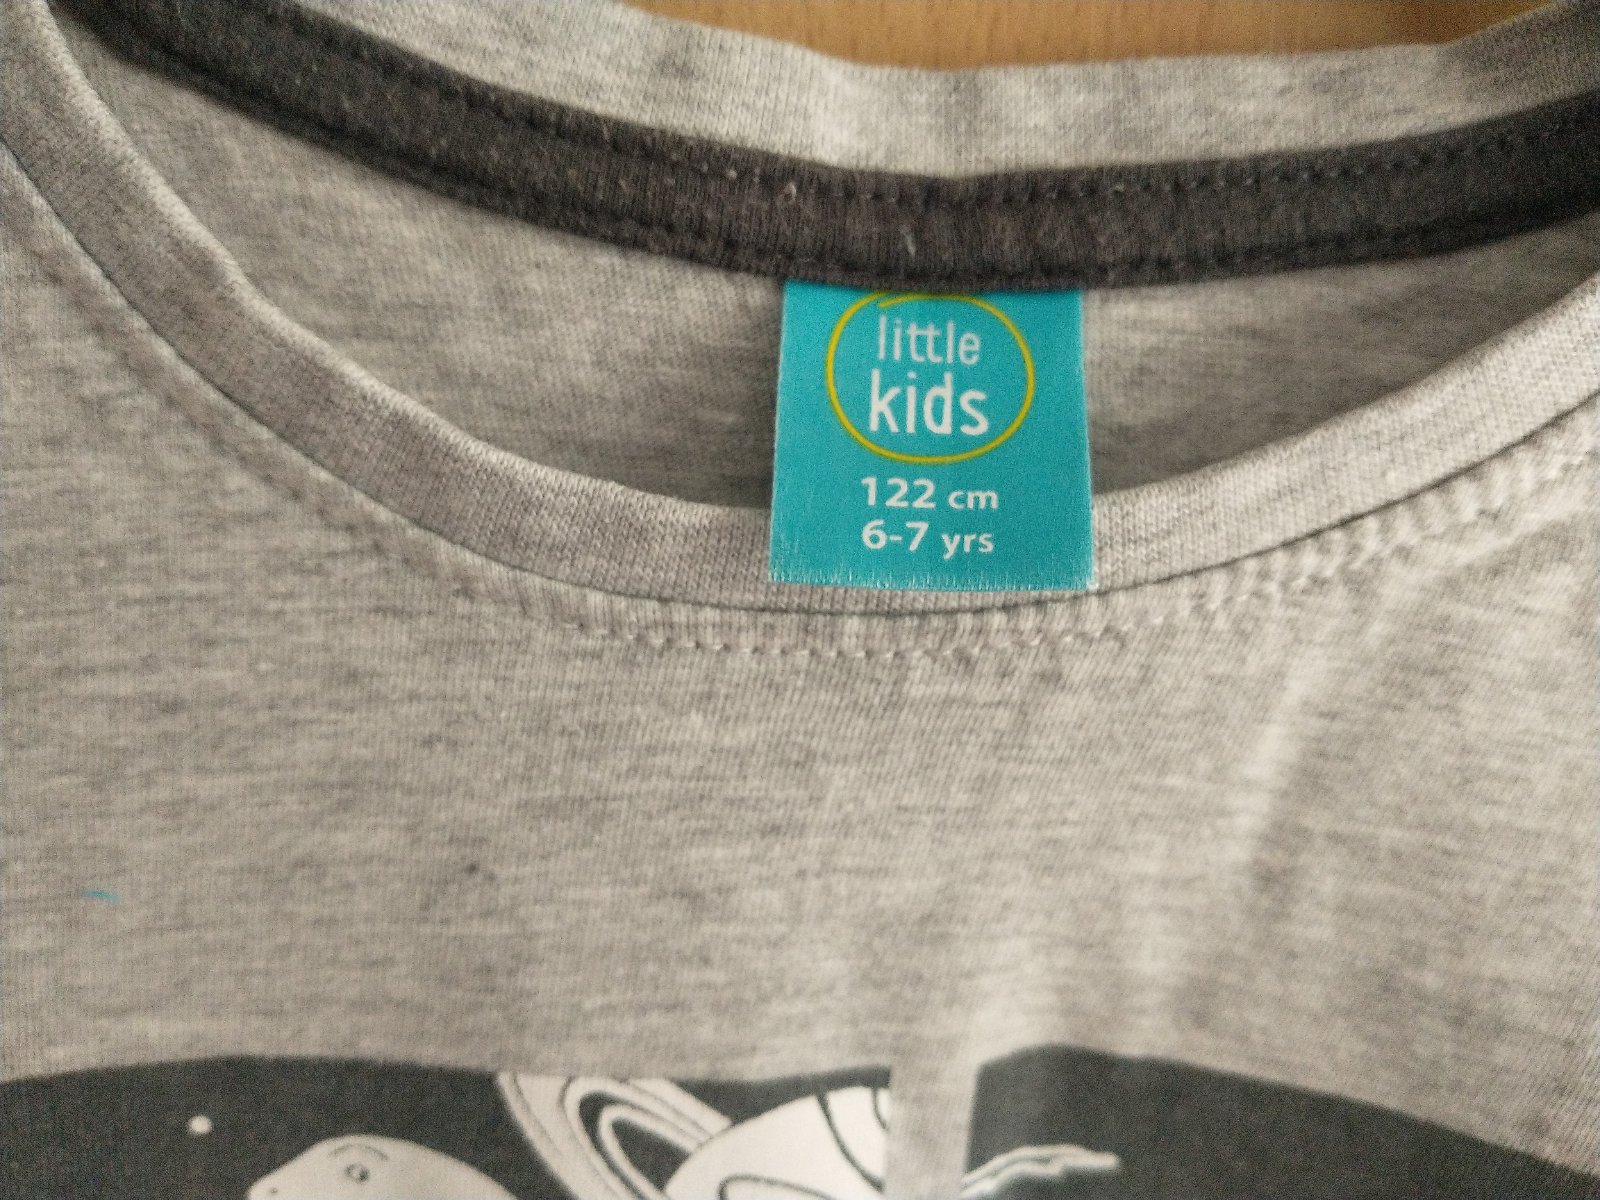 little
kids
122 cm
6-7 yrs